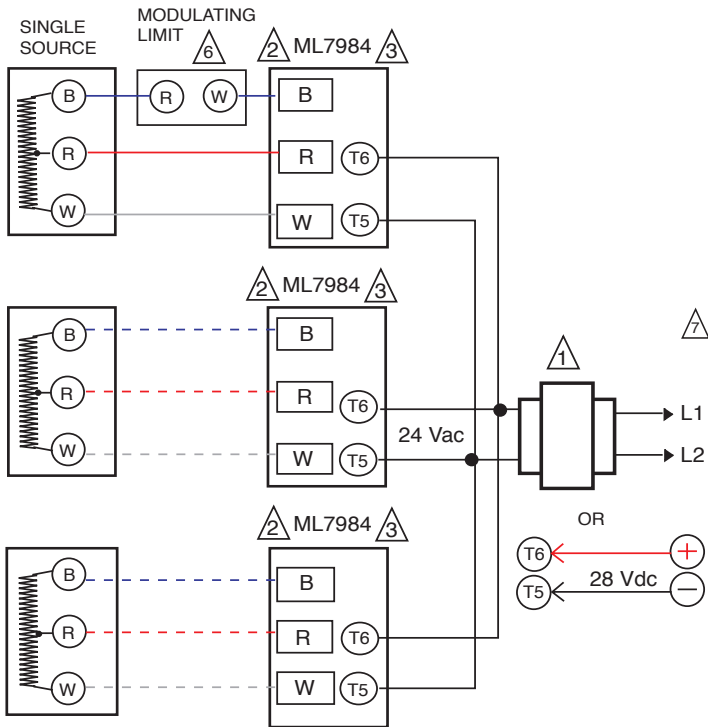 SINGLE
SOURCE
MODULATING
LIMIT
6
2 ML7984 3
B
R
W
B
R
R
T6
W
W
T5
2 ML7984 3
B
B
R
R
T6
W
W
T5
24 Vac
1
7
L1
L2
OR
T6
+
T5
28 Vdc
−
2 ML7984 3
B
B
R
R
T6
W
W
T5